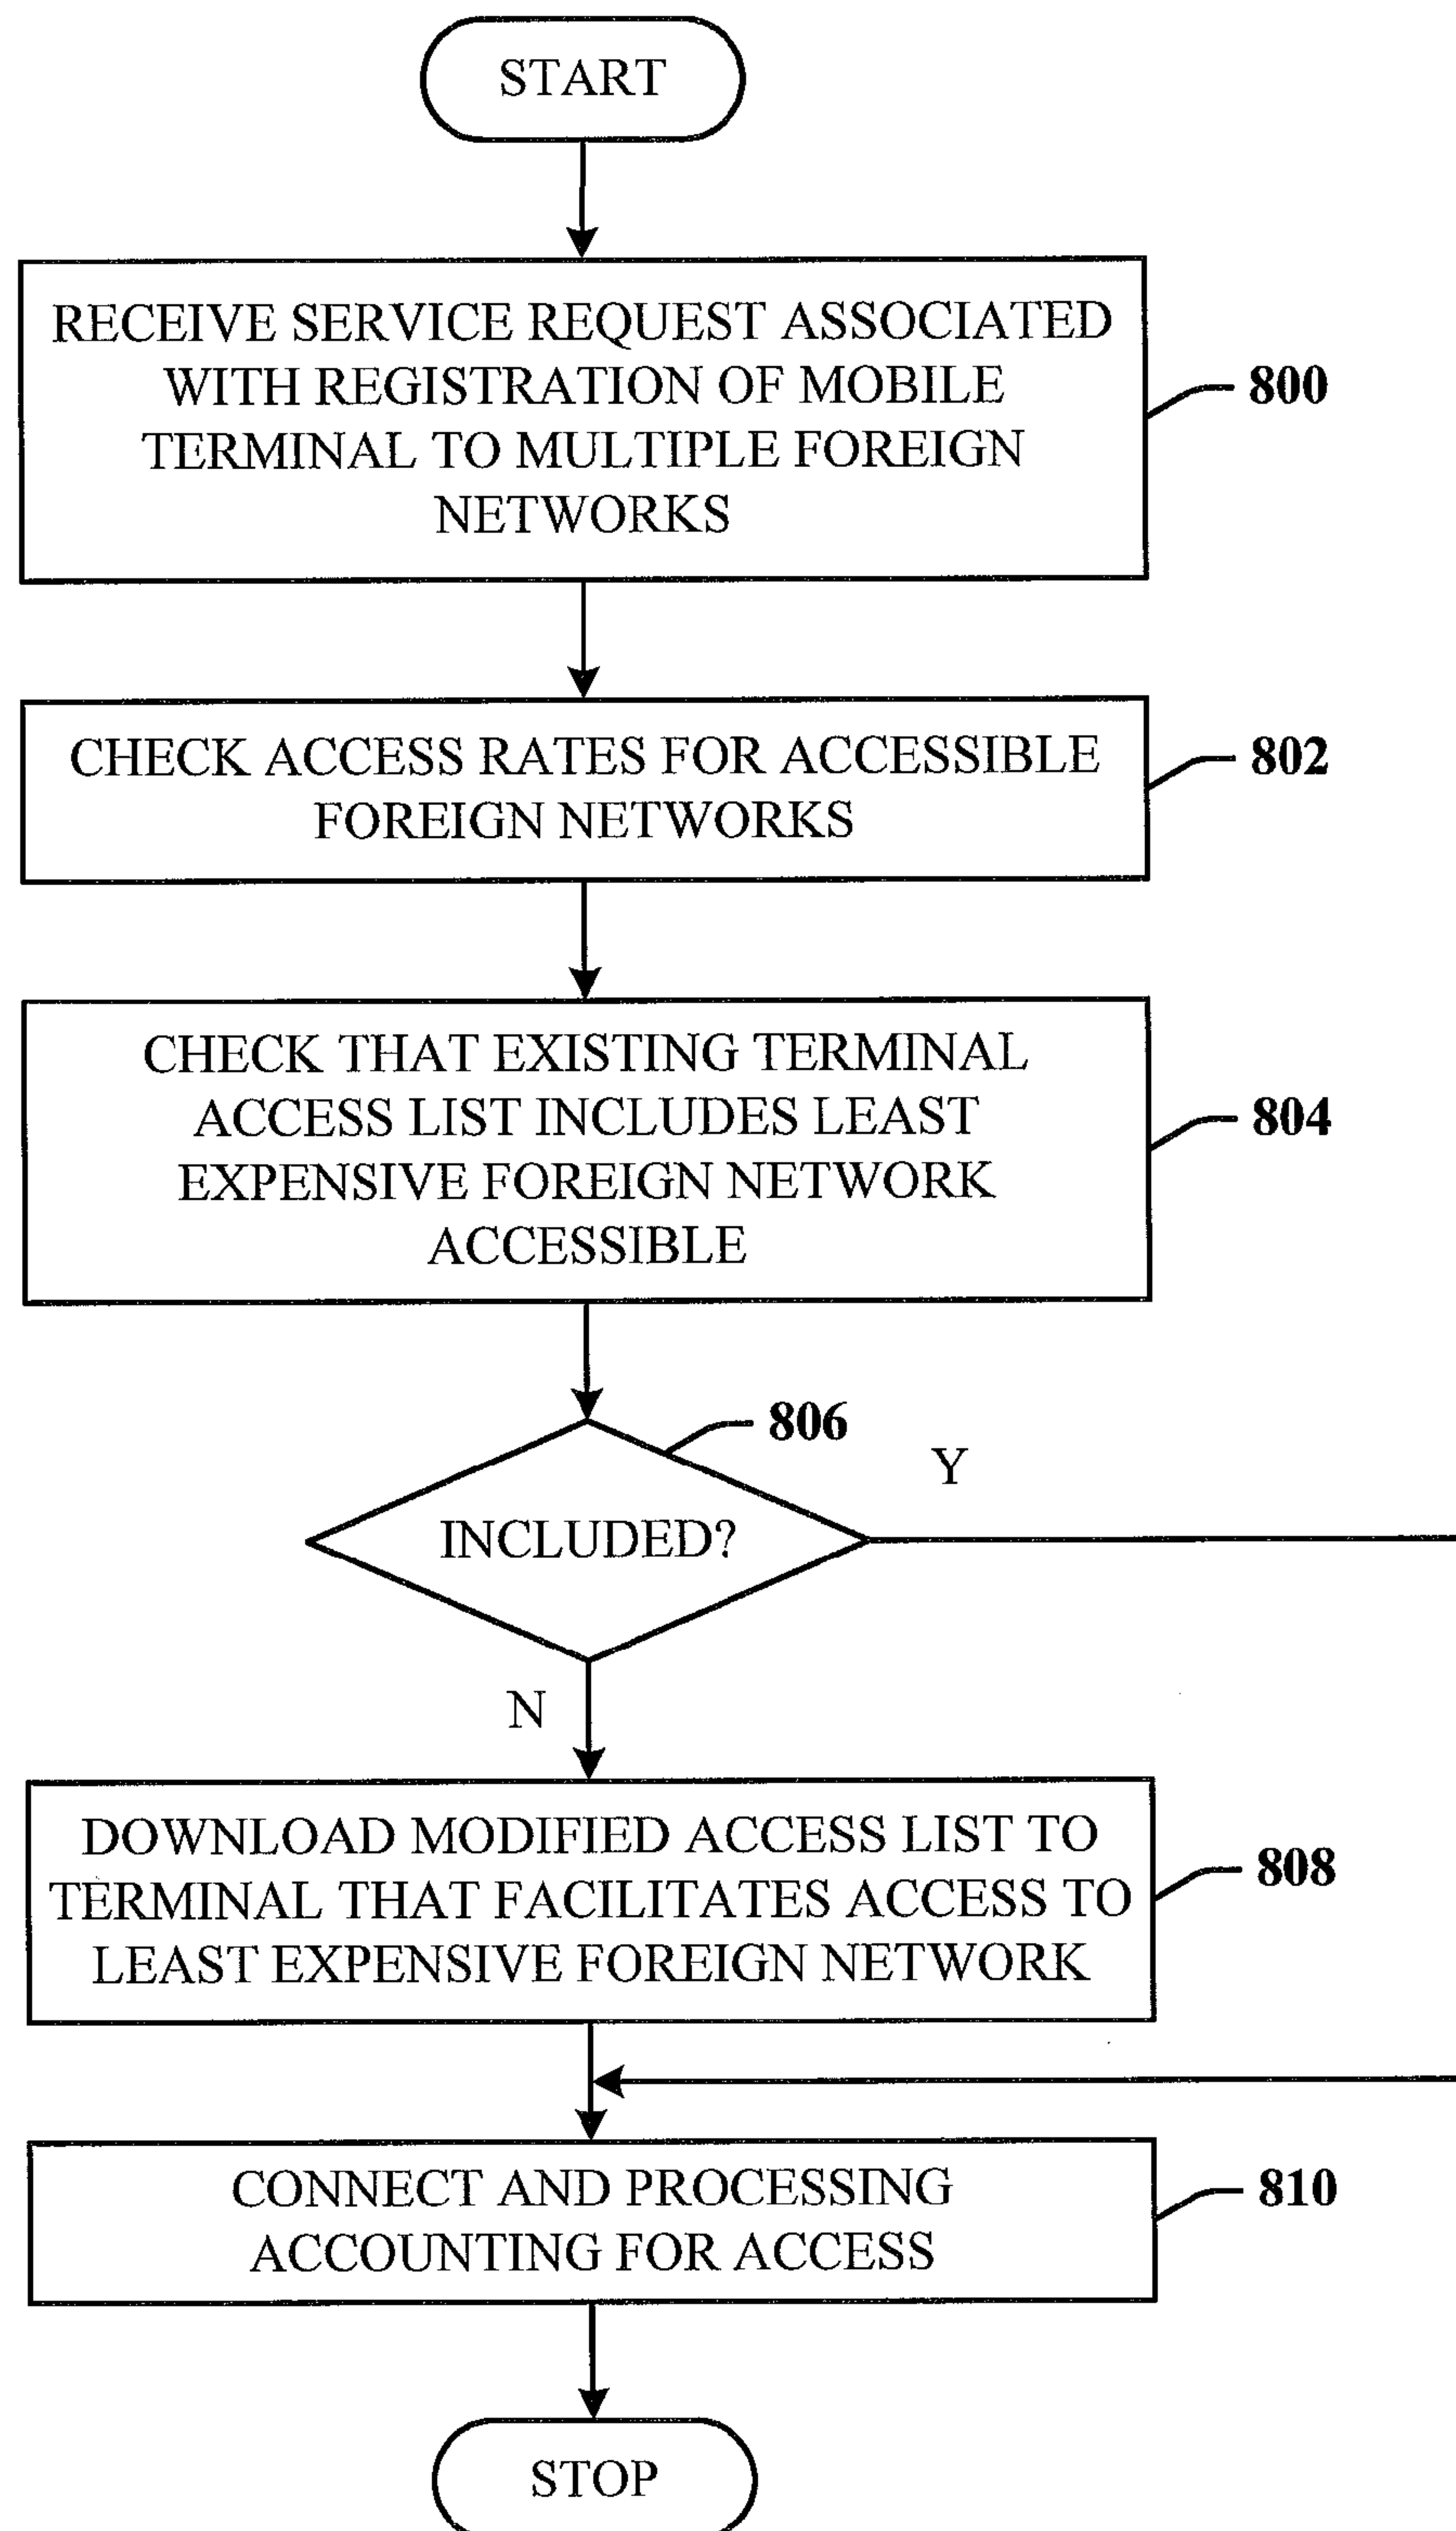 START
RECEIVE SERVICE REQUEST ASSOCIATED
WITH REGISTRATION OF MOBILE
TERMINAL TO MULTIPLE FOREIGN
NETWORKS
800
CHECK ACCESS RATES FOR ACCESSIBLE
FOREIGN NETWORKS
802
CHECK THAT EXISTING TERMINAL
ACCESS LIST INCLUDES LEAST
EXPENSIVE FOREIGN NETWORK
ACCESSIBLE
804
806
Y
INCLUDED?
N
DOWNLOAD MODIFIED ACCESS LIST TO
TERMINAL THAT FACILITATES ACCESS TO
LEAST EXPENSIVE FOREIGN NETWORK
808
CONNECT AND PROCESSING
ACCOUNTING FOR ACCESS
810
STOP